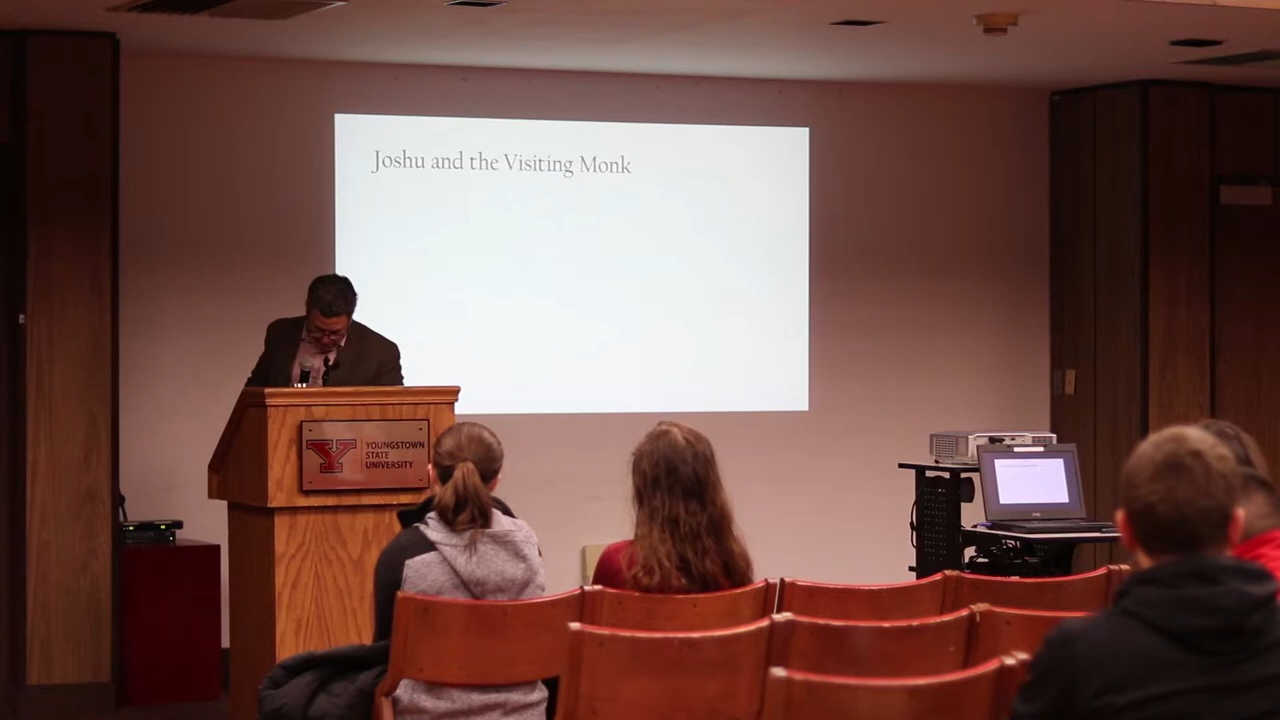 Joshu and the Visiting Monk
Y
YOUNGSTOWN
STATE
UNIVERSITY